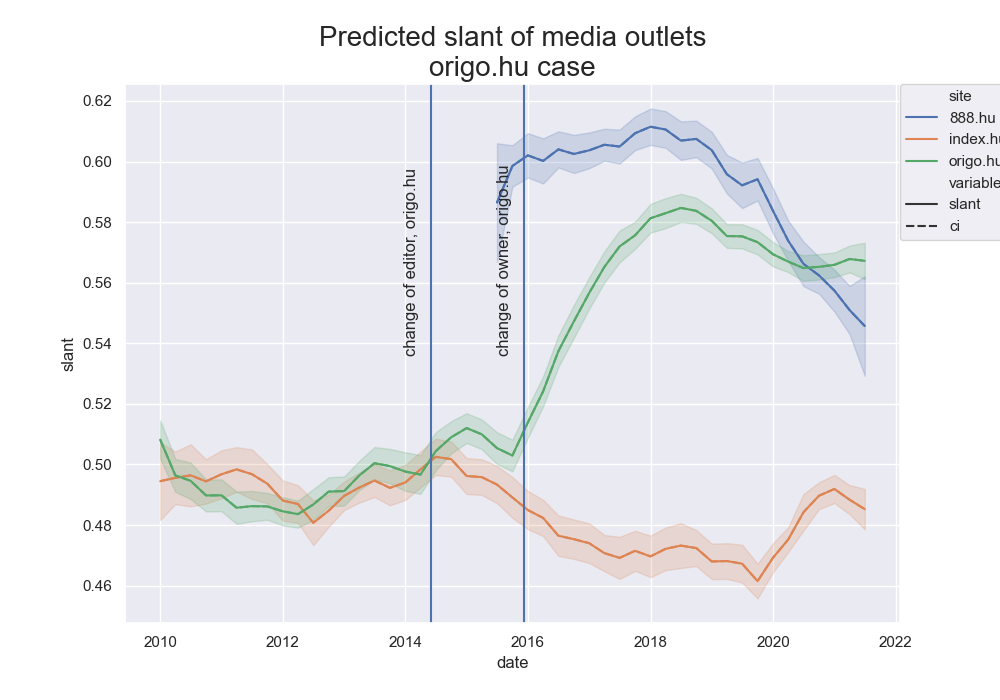 Predicted slant of media outlets
origo.hu case
slant
0.62
0.60
0.58
0.56
0.54
0.52
0.50
0.48
0.46
change of editor, origo.hu
change of owner, origo.hu
site
888.hu
index.hu
origo.hu
variable
slant
ci
2010
2012
2014
2016
2018
2020
2022
date